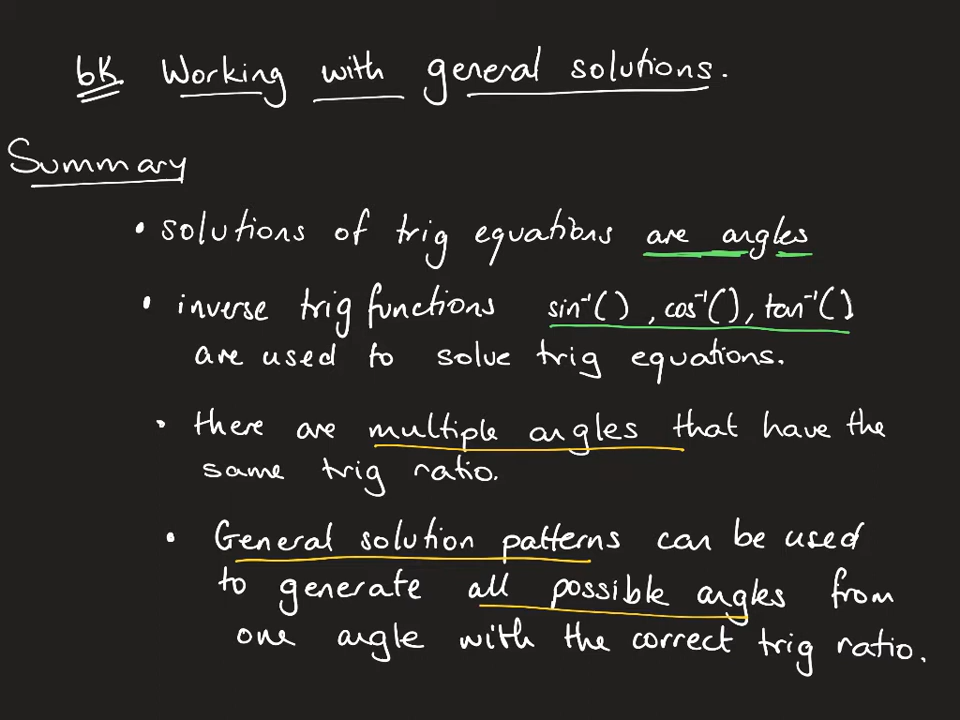 6K Working with general solutions.
Summary
• solutions of trig equations are angles
• inverse trig functions sin⁻¹( ), cos⁻¹( ), tan⁻¹( )
are used to solve trig equations.
• there are multiple angles that have the
same trig ratio.
• General solution patterns can be used
to generate all possible angles from
one angle with the correct trig ratio.